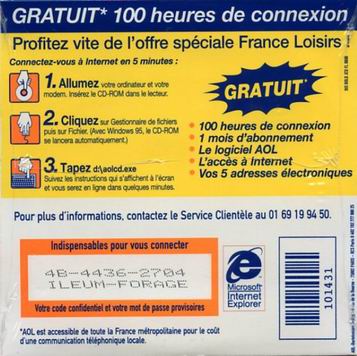 GRATUIT* 100 heures de connexion
Profitez vite de l'offre spéciale France Loisirs
Connectez-vous à Internet en 5 minutes :
1. Allumez votre ordinateur et votre
modem. Insérez le CD-ROM dans le lecteur.
2. Cliquez sur Gestionnaire de fichiers
puis sur Fichier. (Avec Windows 95, le CD-ROM
se lancera automatiquement.)
3. Tapez d:\aolcd.exe
Suivez les instructions qui s'affichent à l'écran
et vous serez en ligne dans quelques minutes.
GRATUIT*
• 100 heures de connexion
• 1 mois d'abonnement
• Le logiciel AOL
• L'accès à Internet
• Vos 5 adresses électroniques
Pour plus d'informations, contactez le Service Clientèle au 01 69 19 94 50.
Indispensables pour vous connecter
4B-4436-2704
ILEUM-FORAGE
Votre code confidentiel et votre mot de passe provisoires
Microsoft
Internet
Explorer
101431
*AOL est accessible de toute la France métropolitaine pour le coût
d'une communication téléphonique locale.